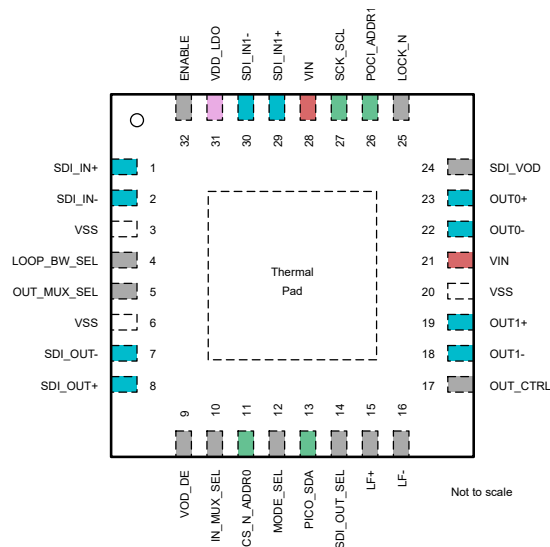 ENABLE
VDD_LDO
SDI_IN1-
SDI_IN1+
VIN
SCK_SCL
POCI_ADDR1
LOCK_N
32
31
30
29
28
27
26
25
SDI_IN+ 1
SDI_IN- 2
VSS 3
LOOP_BW_SEL 4
OUT_MUX_SEL 5
VSS 6
SDI_OUT- 7
SDI_OUT+ 8
Thermal
Pad
24 SDI_VOD
23 OUT0+
22 OUT0-
21 VIN
20 VSS
19 OUT1+
18 OUT1-
17 OUT_CTRL
9
10
11
12
13
14
15
16
VOD_DE
IN_MUX_SEL
CS_N_ADDR0
MODE_SEL
PICO_SDA
SDI_OUT_SEL
LF+
LF-
Not to scale